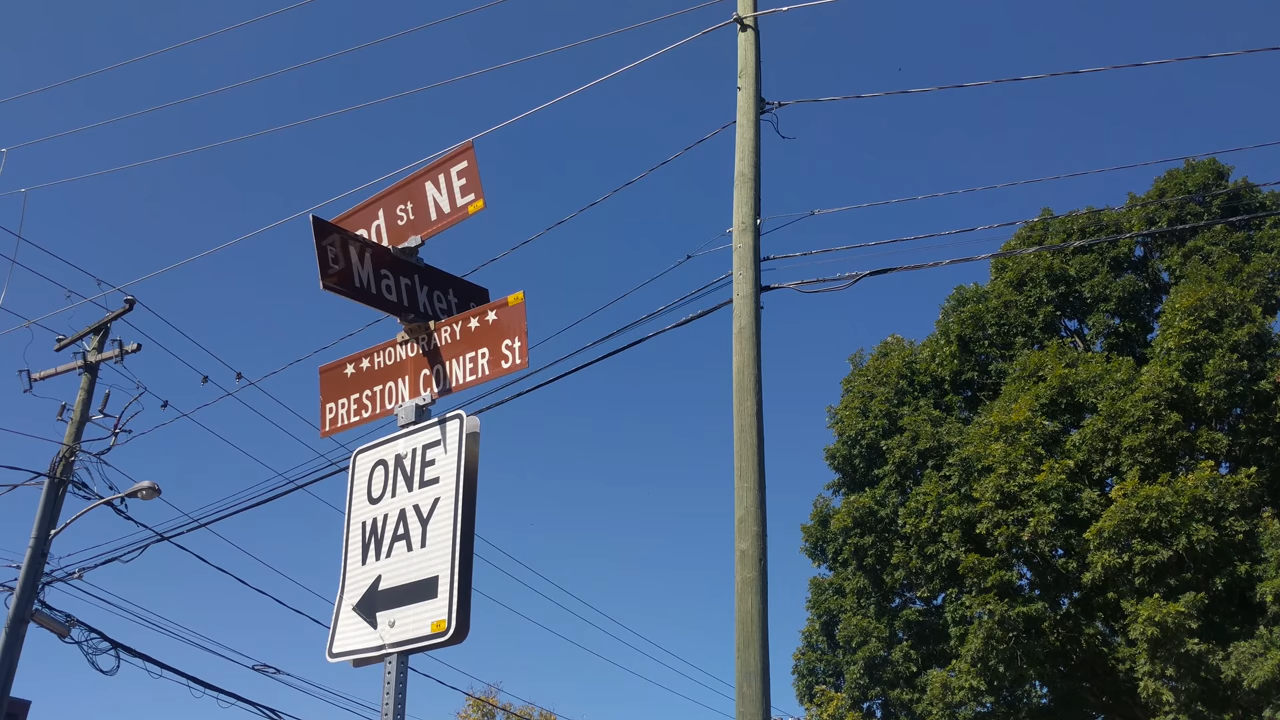 St NE
E Market
★★HONORARY★★
PRESTON COINER St
ONE
WAY